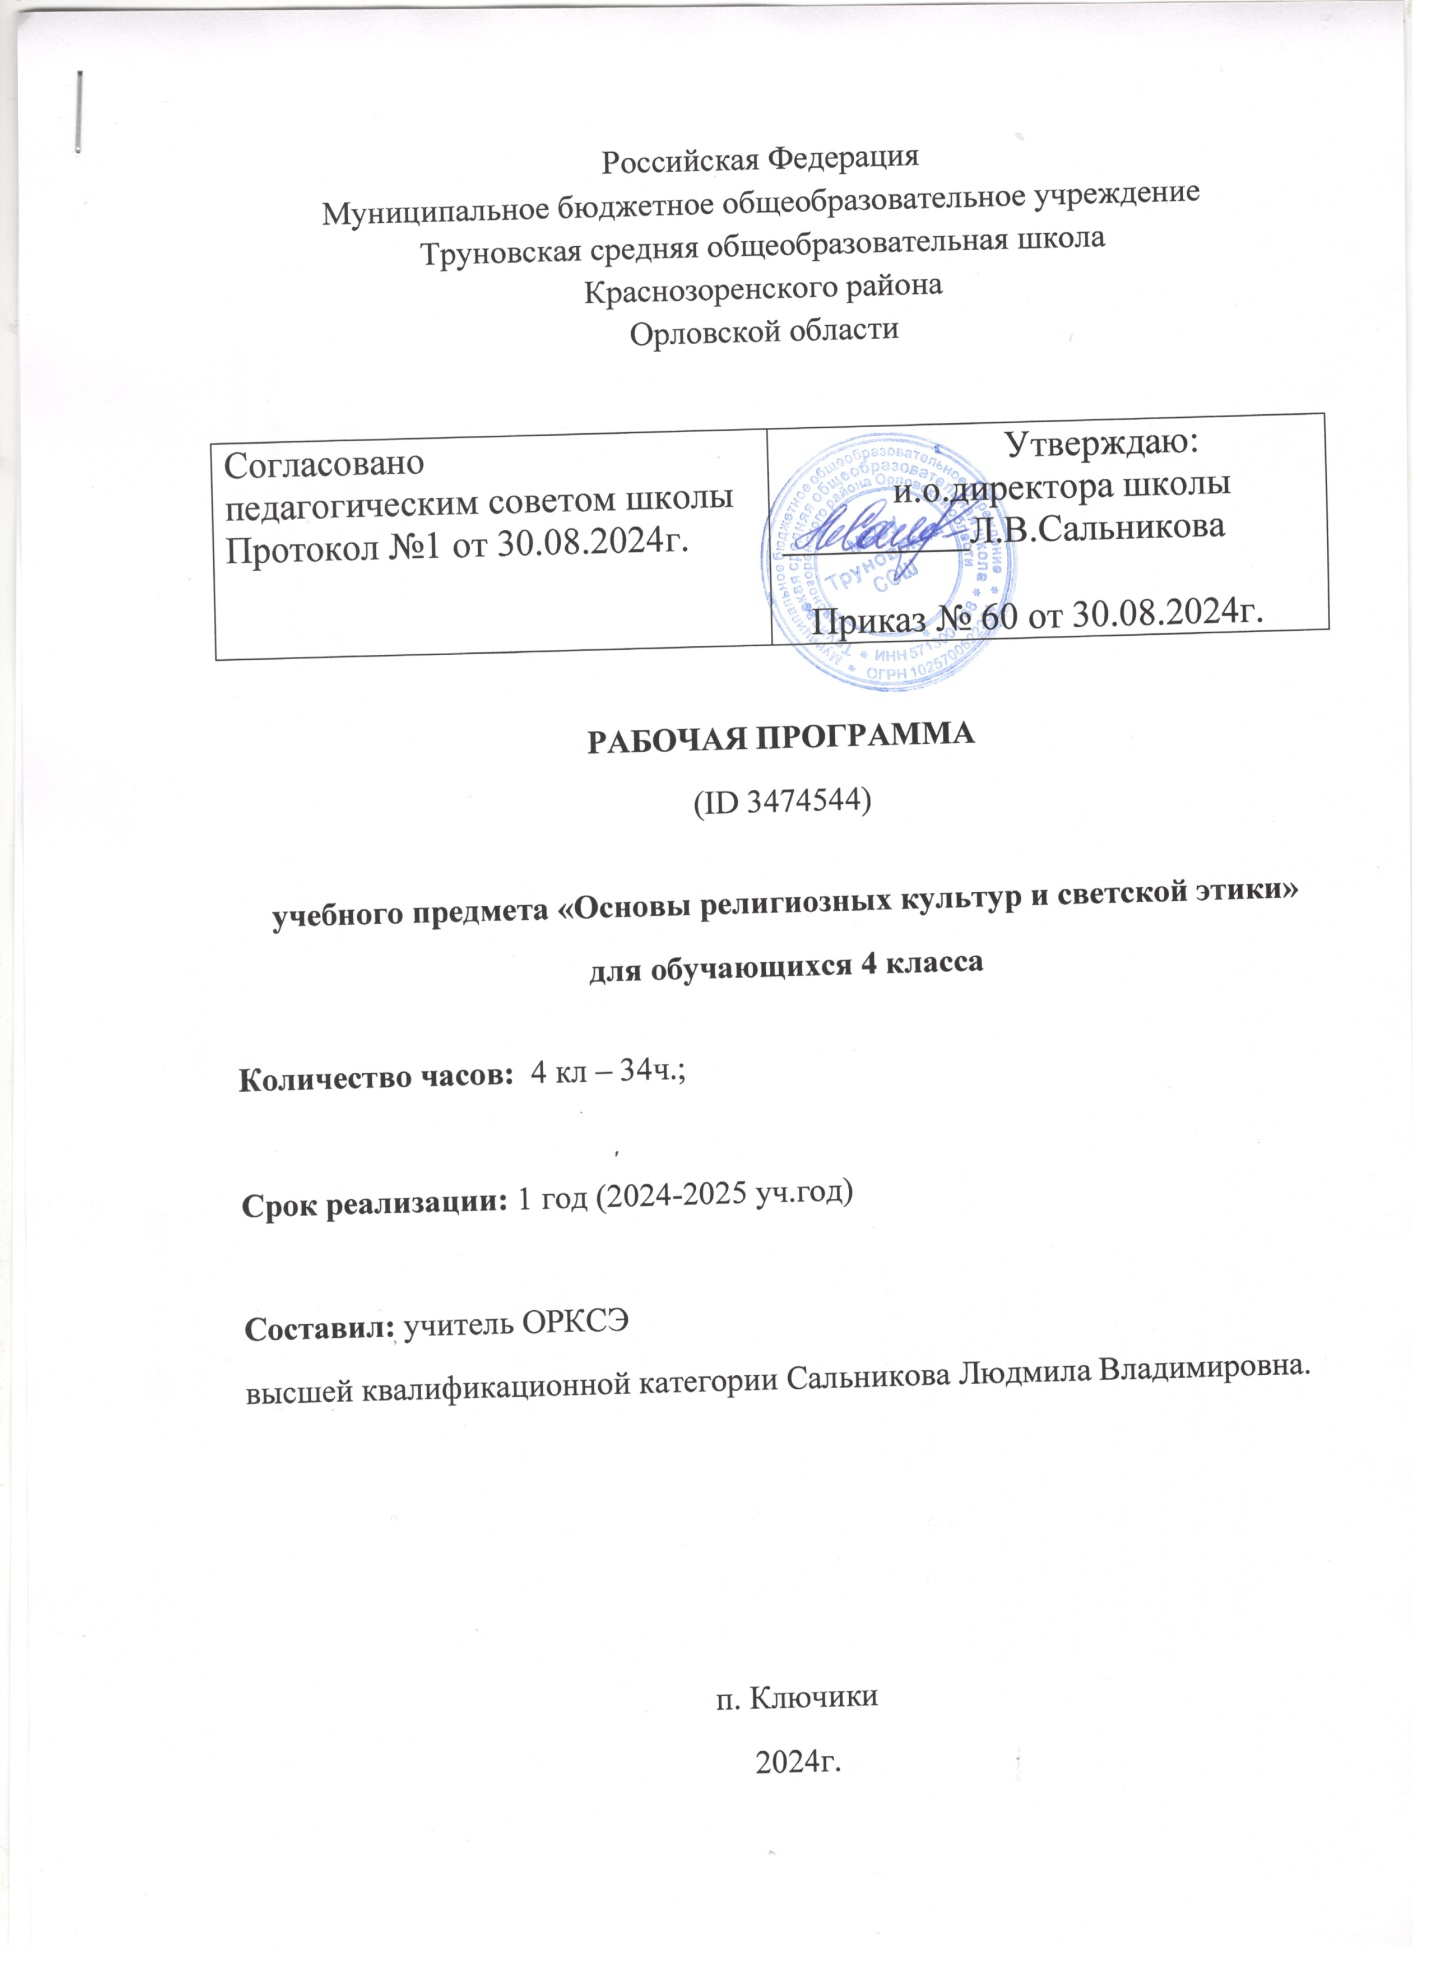 Российская Федерация
Муниципальное бюджетное общеобразовательное учреждение
Труновская средняя общеобразовательная школа
Краснозоренского района
Орловской области
Согласовано
педагогическим советом школы
Протокол №1 от 30.08.2024г.
Утверждаю:
и.о.директора школы
__________Л.В.Сальникова
Приказ № 60 от 30.08.2024г.
РАБОЧАЯ ПРОГРАММА
(ID 3474544)
учебного предмета «Основы религиозных культур и светской этики»
для обучающихся 4 класса
Количество часов: 4 кл – 34ч.;
Срок реализации: 1 год (2024-2025 уч.год)
Составил: учитель ОРКСЭ
высшей квалификационной категории Сальникова Людмила Владимировна.
п. Ключики
2024г.